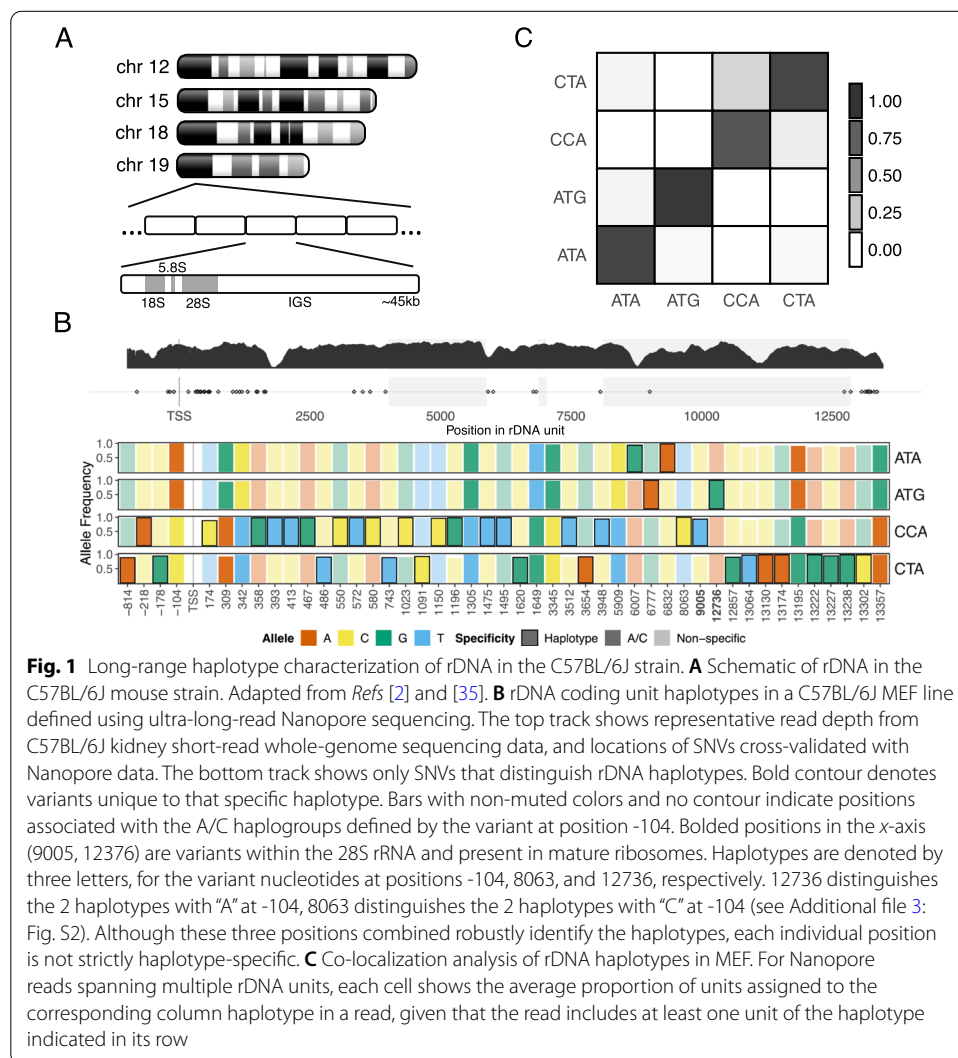 A
chr 12
chr 15
chr 18
chr 19
... ...
5.8S
18S 28S IGS ~45kb
C
CTA
CCA
ATG
ATA
ATA ATG CCA CTA
1.00
0.75
0.50
0.25
0.00
B
TSS 2500 5000 7500 10000 12500
Position in rDNA unit
Allele Frequency
1.0
0.5
ATA
1.0
0.5
ATG
1.0
0.5
CCA
1.0
0.5
CTA
-814 -218 -178 -104 TSS 174 309 342 358 393 413 467 486 550 572 580 743 1023 1091 1150 1196 1305 1475 1495 1620 1649 3345 3512 3654 3948 5909 6007 6777 6832 8063 9005 12736 12857 13064 13130 13174 13195 13222 13227 13238 13302 13357
Allele A C G T Specificity Haplotype A/C Non-specific
Fig. 1 Long-range haplotype characterization of rDNA in the C57BL/6J strain. A Schematic of rDNA in the
C57BL/6J mouse strain. Adapted from Refs [2] and [35]. B rDNA coding unit haplotypes in a C57BL/6J MEF line
defined using ultra-long-read Nanopore sequencing. The top track shows representative read depth from
C57BL/6J kidney short-read whole-genome sequencing data, and locations of SNVs cross-validated with
Nanopore data. The bottom track shows only SNVs that distinguish rDNA haplotypes. Bold contour denotes
variants unique to that specific haplotype. Bars with non-muted colors and no contour indicate positions
associated with the A/C haplogroups defined by the variant at position -104. Bolded positions in the x-axis
(9005, 12376) are variants within the 28S rRNA and present in mature ribosomes. Haplotypes are denoted by
three letters, for the variant nucleotides at positions -104, 8063, and 12736, respectively. 12736 distinguishes
the 2 haplotypes with "A" at -104, 8063 distinguishes the 2 haplotypes with "C" at -104 (see Additional file 3:
Fig. S2). Although these three positions combined robustly identify the haplotypes, each individual position
is not strictly haplotype-specific. C Co-localization analysis of rDNA haplotypes in MEF. For Nanopore
reads spanning multiple rDNA units, each cell shows the average proportion of units assigned to the
corresponding column haplotype in a read, given that the read includes at least one unit of the haplotype
indicated in its row